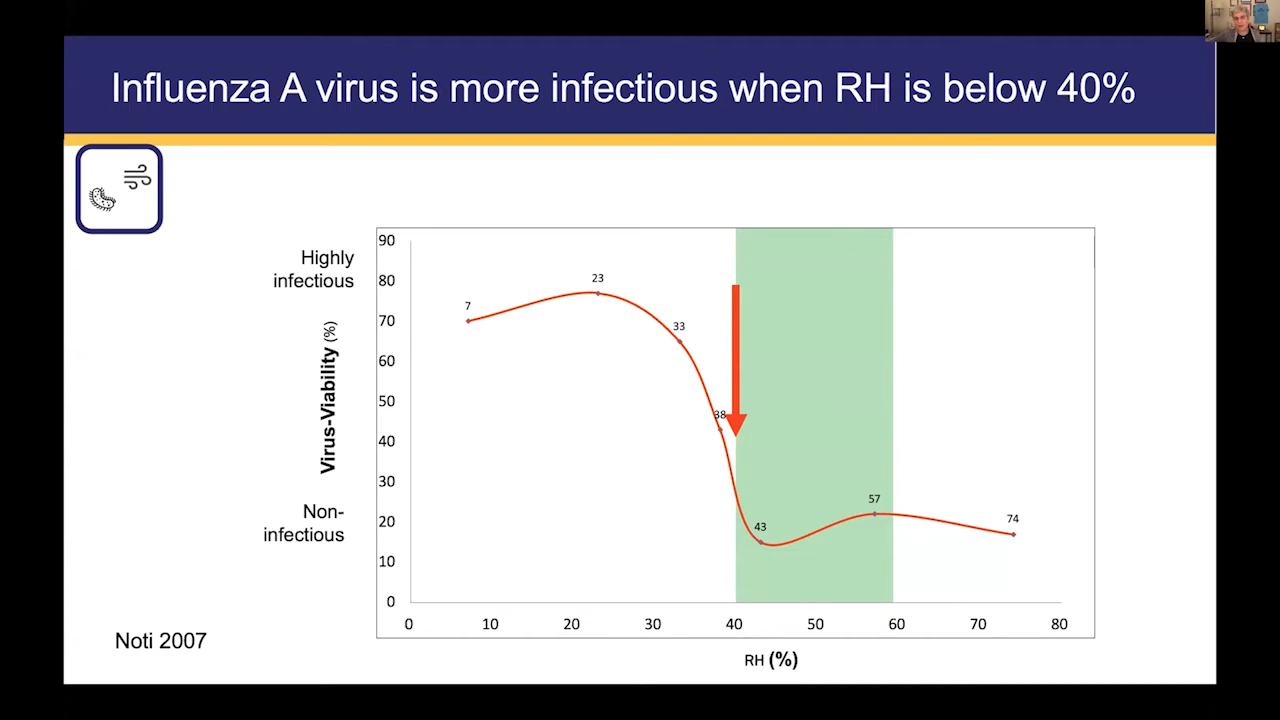 Influenza A virus is more infectious when RH is below 40%
Highly
infectious
Virus-Viability (%)
Non-
infectious
90
80
70
60
50
40
30
20
10
0
7
23
33
38
43
57
74
0 10 20 30 40 50 60 70 80
RH (%)
Noti 2007